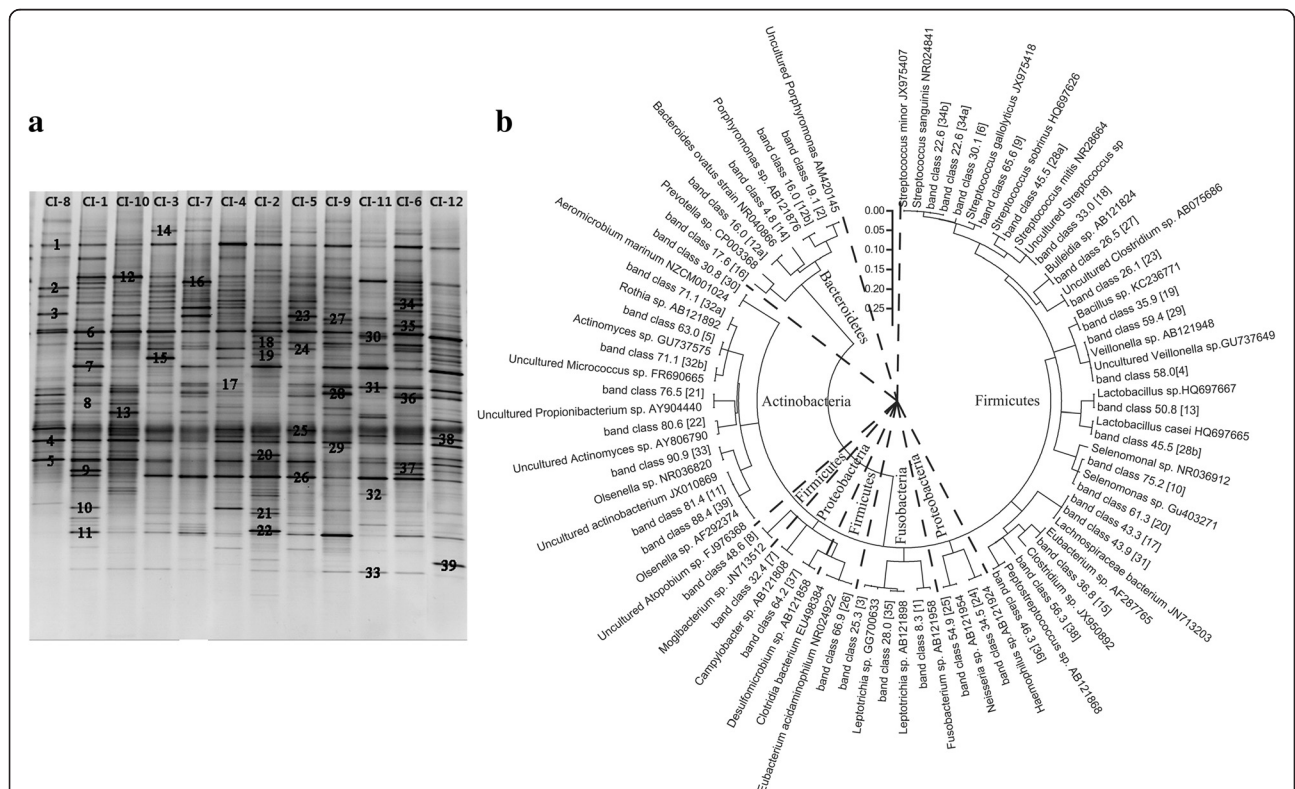 a
b
CI-8 CI-1 CI-10 CI-3 CI-7 CI-4 CI-2 CI-5 CI-9 CI-11 CI-6 CI-12
1
2
3
4
5
6
7
8
9
10
11
12
13
14
15
16
17
18
19
20
21
22
23
24
25
26
27
28
29
30
31
32
33
34
35
36
37
38
39
0.00
0.05
0.10
0.15
0.20
0.25
Streptococcus minor JX975407
Streptococcus sanguinis NR024841
band class 22.6 [34b]
band class 22.6 [34a]
band class 30.1 [6]
Streptococcus gallolyticus JX975418
band class 65.6 [9]
Streptococcus sobrinus HQ697626
band class 45.5 [28a]
Streptococcus mitis NR28664
Uncultured Streptococcus sp
band class 33.0 [18]
Bulleidia sp. AB121824
band class 26.5 [27]
Uncultured Clostridium sp. AB075686
band class 26.1 [23]
Bacillus sp. KC236771
band class 35.9 [19]
band class 59.4 [29]
Veillonella sp. AB121948
Uncultured Veillonella sp.GU737649
band class 58.0[4]
Lactobacillus sp.HQ697667
band class 50.8 [13]
Lactobacillus casei HQ697665
band class 45.5 [28b]
Selenomonal sp. NR036912
band class 75.2 [10]
Selenomonas sp. Gu403271
band class 61.3 [20]
band class 43.3 [17]
band class 43.9 [31]
Lachnospiraceae bacterium JN713203
Eubacterium sp. AF287765
band class 36.8 [15]
Clostridium sp. JX950892
band class 56.3 [38]
Peptostreptococcus sp. AB121868
band class 46.3 [36]
Haemophilus sp.AB121924
band class 34.5 [24]
Neisseria sp. AB121954
band class 54.9 [25]
Fusobacterium sp. AB121958
band class 8.3 [1]
Leptotrichia sp. AB121898
band class 28.0 [35]
Leptotrichia sp. GG700633
band class 25.3 [3]
band class 66.9 [26]
Eubacterium acidaminophilum NR024922
Clotridia bacterium EU498384
Desulfomicrobium sp. AB121858
band class 64.2 [37]
Campylobacter sp. AB121808
band class 32.4 [7]
Mogibacterium sp. JN713512
band class 48.6 [8]
Uncultured Atopobium sp. FJ976368
Olsenella sp. AF292374
band class 88.4 [39]
band class 81.4 [11]
Uncultured actinobacterium JX010869
Olsenella sp. NR036820
band class 90.9 [33]
Uncultured Actinomyces sp. AY806790
band class 80.6 [22]
Uncultured Propionibacterium sp. AY904440
band class 76.5 [21]
Uncultured Micrococcus sp. FR690665
band class 71.1 [32b]
Actinomyces sp. GU737575
band class 63.0 [5]
Rothia sp. AB121892
band class 71.1 [32a]
Aeromicrobium marinum NZCM001024
band class 30.8 [30]
band class 17.6 [16]
Prevotella sp. CP003368
band class 16.0 [12a]
Bacteroides ovatus strain NR040866
band class 4.8 [14]
Porphyromonas sp. AB121876
band class 16.0 [12b]
band class 19.1 [2]
Uncultured Porphyromonas AM420145
Bacteroidetes
Actinobacteria
Firmicutes
Proteobacteria
Firmicutes
Fusobacteria
Proteobacteria
Firmicutes